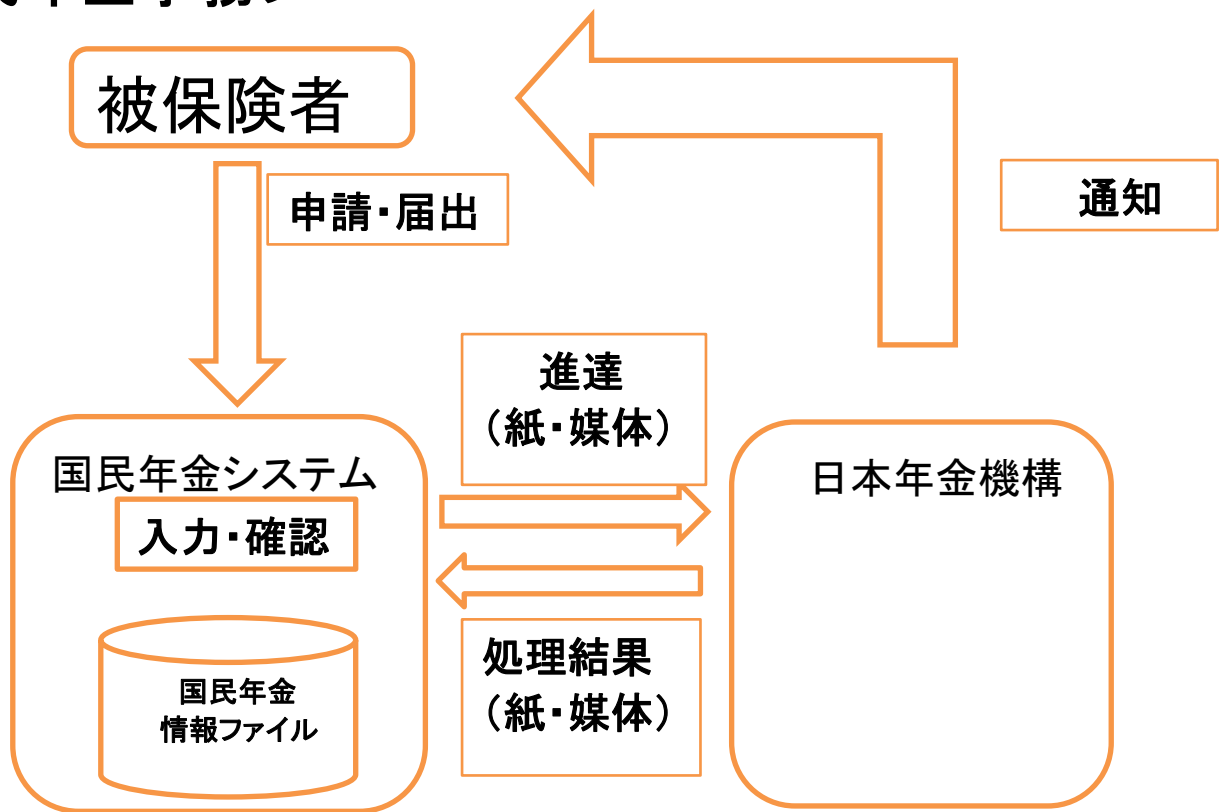 被保険者
申請・届出
通知
進達
（紙・媒体）
国民年金システム
入力・確認
日本年金機構
処理結果
（紙・媒体）
国民年金
情報ファイル